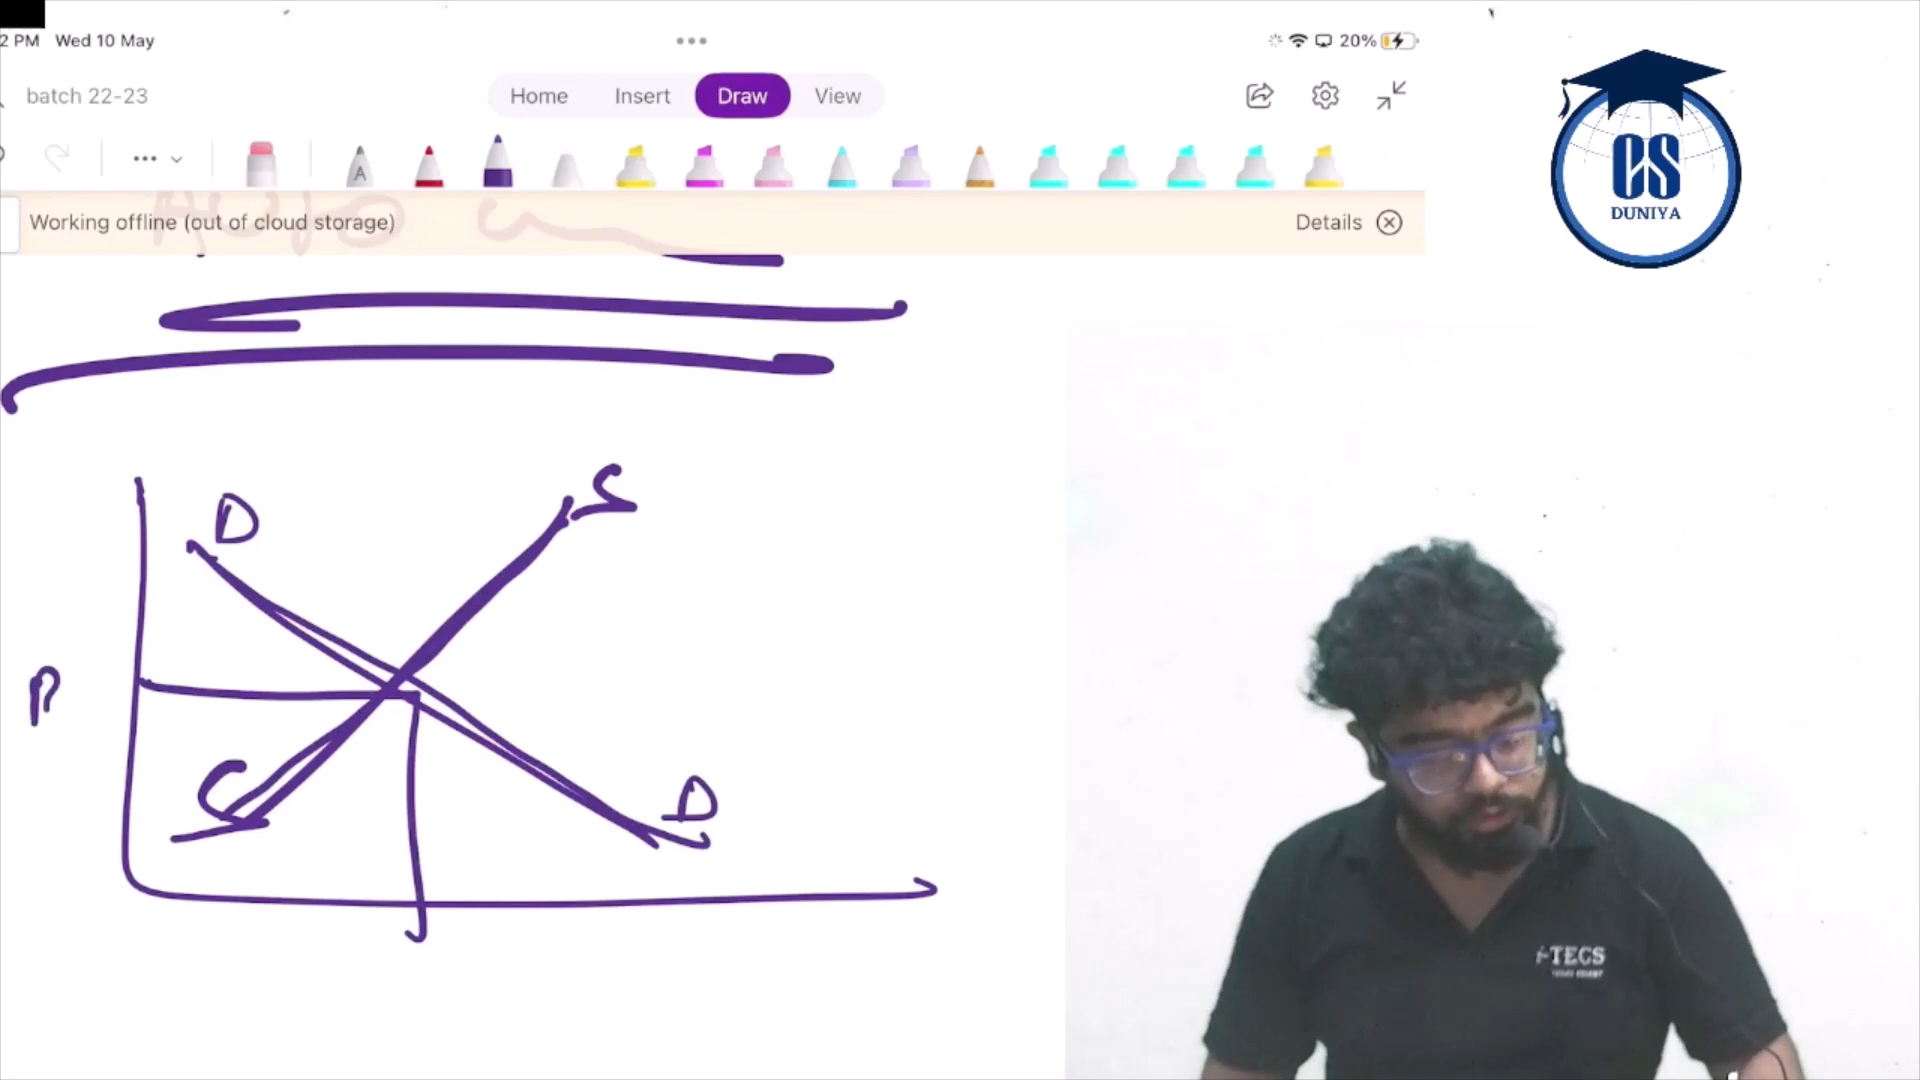 2 PM Wed 10 May
20%
batch 22-23
Home Insert Draw View
A
Working offline (out of cloud storage)
Details
CS
DUNIYA
D
S
P
D
i-TECS